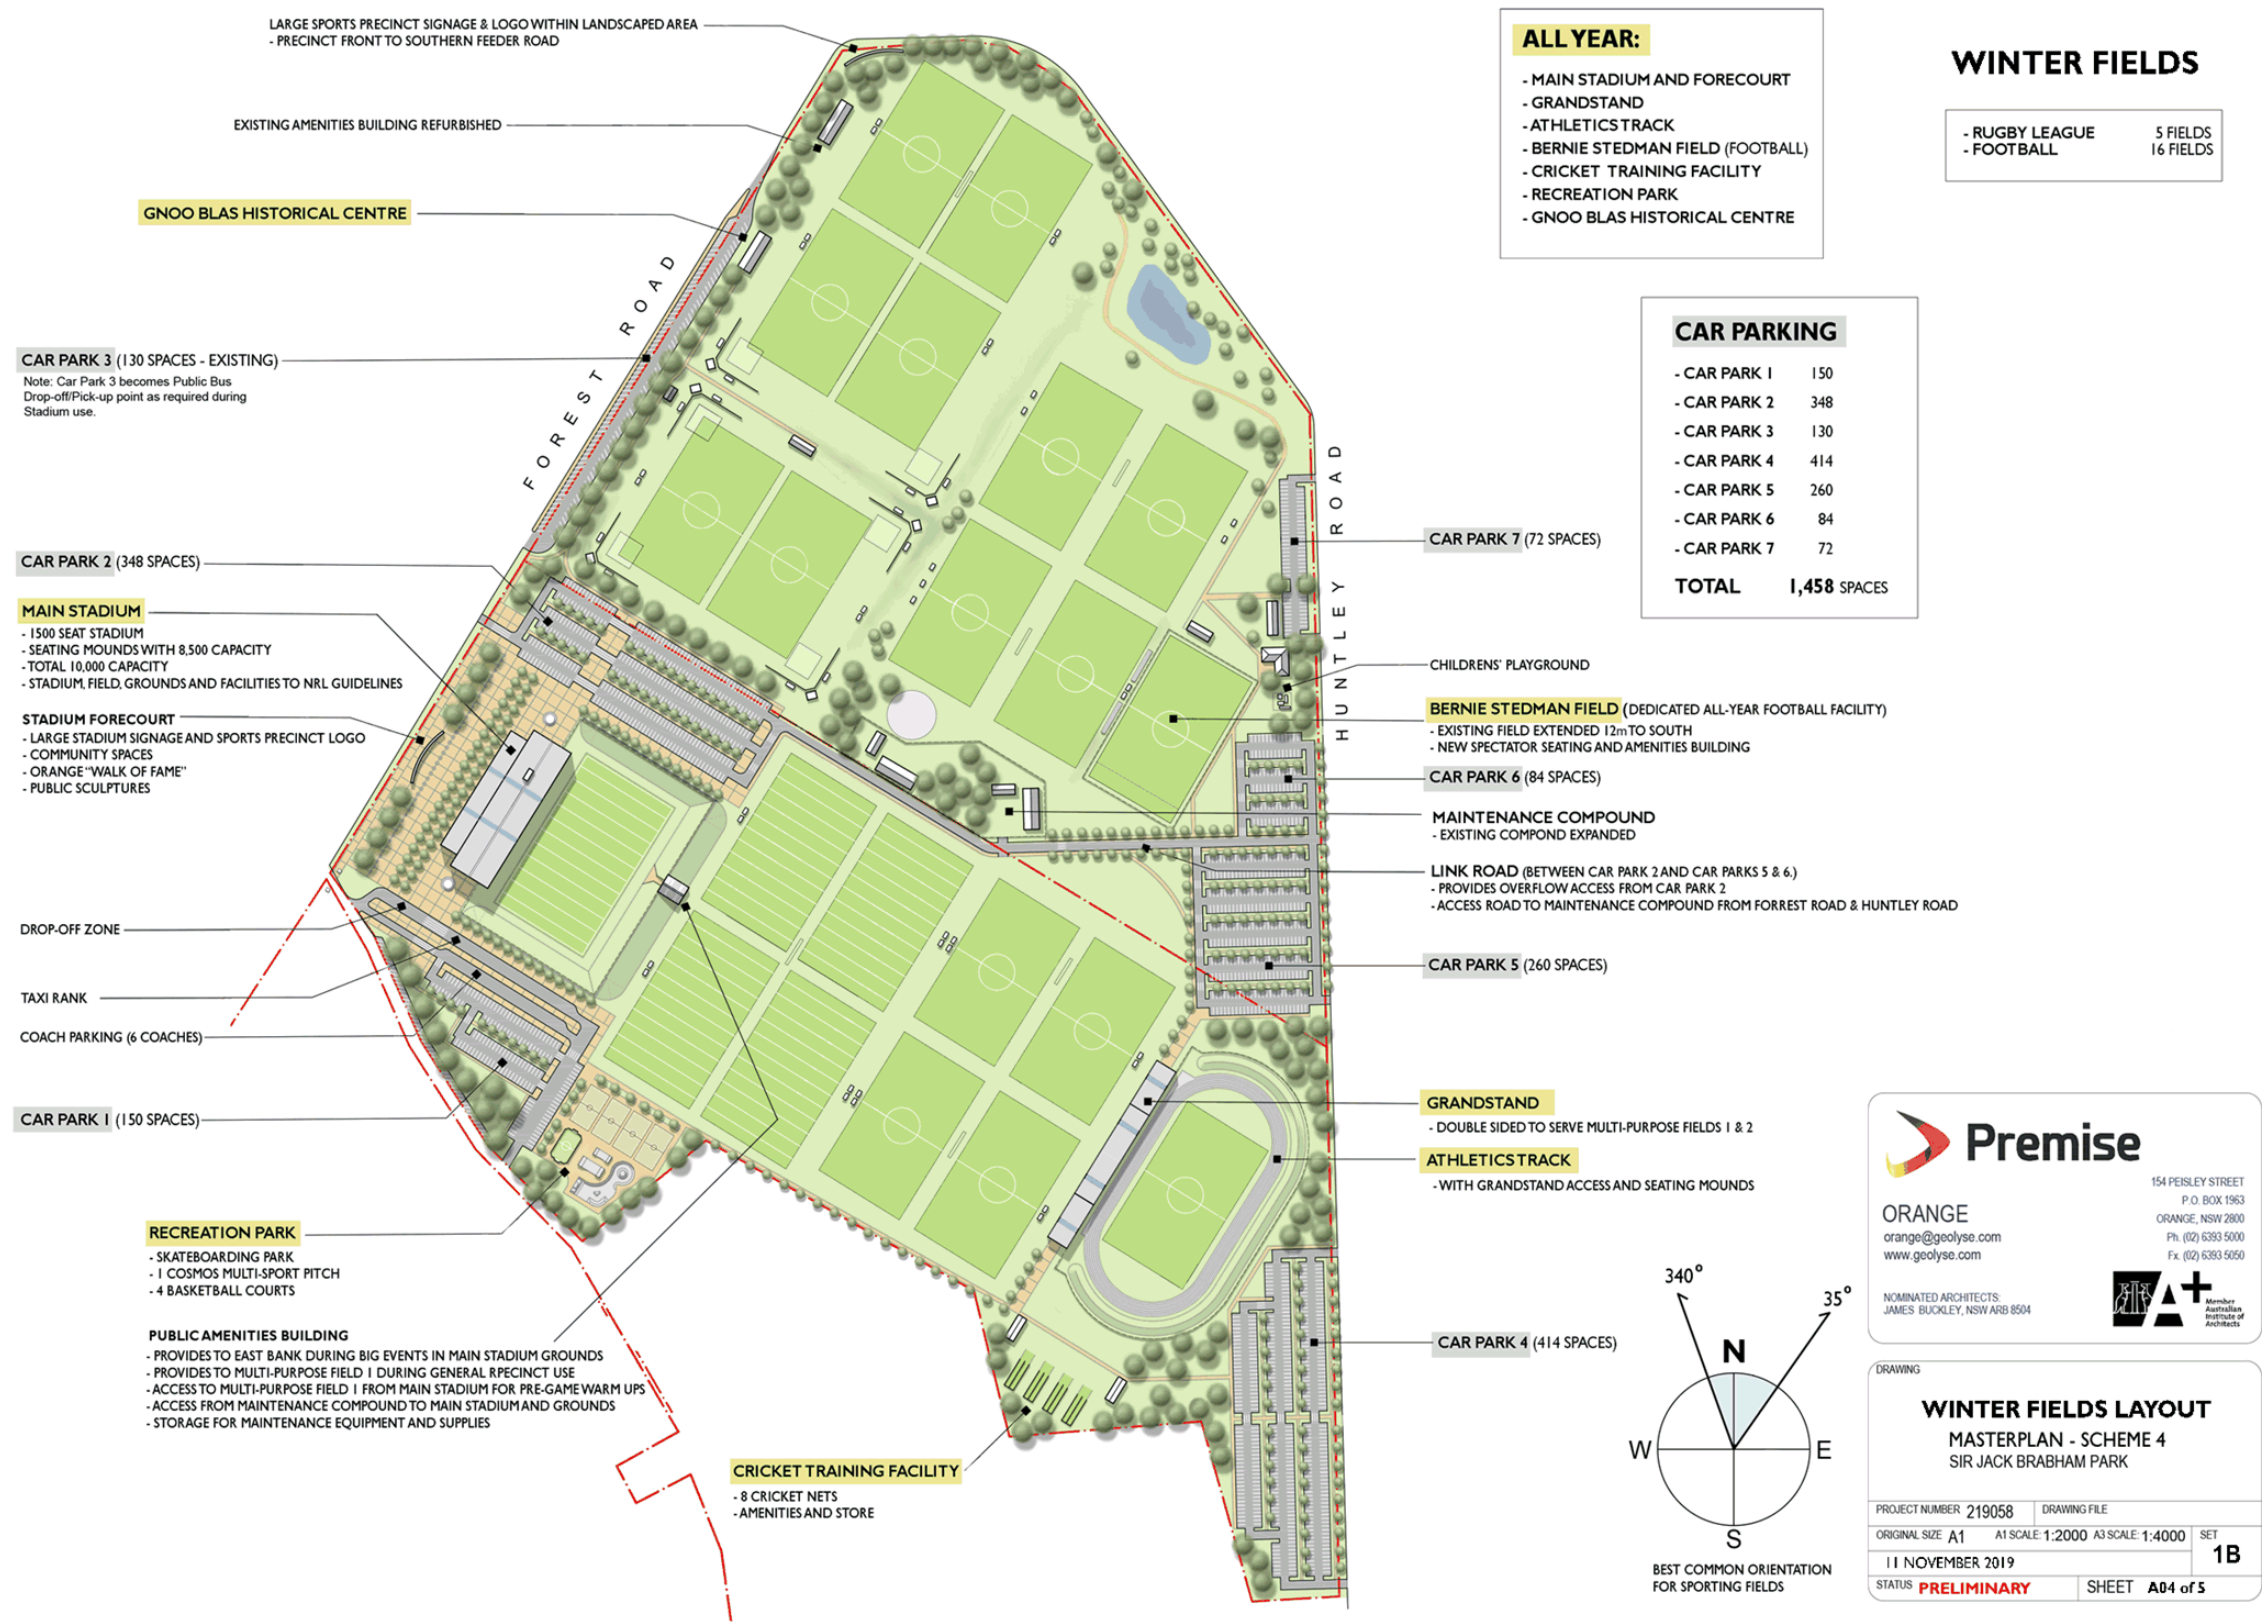 LARGE SPORTS PRECINCT SIGNAGE & LOGO WITHIN LANDSCAPED AREA
- PRECINCT FRONT TO SOUTHERN FEEDER ROAD
EXISTING AMENITIES BUILDING REFURBISHED
GNOO BLAS HISTORICAL CENTRE
FOREST ROAD
CAR PARK 3 (130 SPACES - EXISTING)
Note: Car Park 3 becomes Public Bus
Drop-off/Pick-up point as required during
Stadium use.
CAR PARK 2 (348 SPACES)
MAIN STADIUM
- 1500 SEAT STADIUM
- SEATING MOUNDS WITH 8,500 CAPACITY
- TOTAL 10,000 CAPACITY
- STADIUM, FIELD, GROUNDS AND FACILITIES TO NRL GUIDELINES
STADIUM FORECOURT
- LARGE STADIUM SIGNAGE AND SPORTS PRECINCT LOGO
- COMMUNITY SPACES
- ORANGE “WALK OF FAME”
- PUBLIC SCULPTURES
DROP-OFF ZONE
TAXI RANK
COACH PARKING (6 COACHES)
CAR PARK 1 (150 SPACES)
RECREATION PARK
- SKATEBOARDING PARK
- 1 COSMOS MULTI-SPORT PITCH
- 4 BASKETBALL COURTS
PUBLIC AMENITIES BUILDING
- PROVIDES TO EAST BANK DURING BIG EVENTS IN MAIN STADIUM GROUNDS
- PROVIDES TO MULTI-PURPOSE FIELD 1 DURING GENERAL RPECINCT USE
- ACCESS TO MULTI-PURPOSE FIELD 1 FROM MAIN STADIUM FOR PRE-GAME WARM UPS
- ACCESS FROM MAINTENANCE COMPOUND TO MAIN STADIUM AND GROUNDS
- STORAGE FOR MAINTENANCE EQUIPMENT AND SUPPLIES
CRICKET TRAINING FACILITY
- 8 CRICKET NETS
- AMENITIES AND STORE
ALL YEAR:
- MAIN STADIUM AND FORECOURT
- GRANDSTAND
- ATHLETICS TRACK
- BERNIE STEDMAN FIELD (FOOTBALL)
- CRICKET TRAINING FACILITY
- RECREATION PARK
- GNOO BLAS HISTORICAL CENTRE
WINTER FIELDS
- RUGBY LEAGUE 5 FIELDS
- FOOTBALL 16 FIELDS
CAR PARKING
- CAR PARK 1 150
- CAR PARK 2 348
- CAR PARK 3 130
- CAR PARK 4 414
- CAR PARK 5 260
- CAR PARK 6 84
- CAR PARK 7 72
TOTAL 1,458 SPACES
HUNTLEY ROAD
CAR PARK 7 (72 SPACES)
CHILDRENS' PLAYGROUND
BERNIE STEDMAN FIELD (DEDICATED ALL-YEAR FOOTBALL FACILITY)
- EXISTING FIELD EXTENDED 12m TO SOUTH
- NEW SPECTATOR SEATING AND AMENITIES BUILDING
CAR PARK 6 (84 SPACES)
MAINTENANCE COMPOUND
- EXISTING COMPOND EXPANDED
LINK ROAD (BETWEEN CAR PARK 2 AND CAR PARKS 5 & 6.)
- PROVIDES OVERFLOW ACCESS FROM CAR PARK 2
- ACCESS ROAD TO MAINTENANCE COMPOUND FROM FORREST ROAD & HUNTLEY ROAD
CAR PARK 5 (260 SPACES)
GRANDSTAND
- DOUBLE SIDED TO SERVE MULTI-PURPOSE FIELDS 1 & 2
ATHLETICS TRACK
- WITH GRANDSTAND ACCESS AND SEATING MOUNDS
CAR PARK 4 (414 SPACES)
340°
35°
N
W
E
S
BEST COMMON ORIENTATION
FOR SPORTING FIELDS
Premise
154 PEISLEY STREET
P.O. BOX 1963
ORANGE, NSW 2800
Ph. (02) 6393 5000
Fx. (02) 6393 5050
ORANGE
orange@geolyse.com
www.geolyse.com
NOMINATED ARCHITECTS:
JAMES BUCKLEY, NSW ARB 8504
A+
Member
Australian
Institute of
Architects
DRAWING
WINTER FIELDS LAYOUT
MASTERPLAN - SCHEME 4
SIR JACK BRABHAM PARK
PROJECT NUMBER 219058 DRAWING FILE
ORIGINAL SIZE A1 A1 SCALE: 1:2000 A3 SCALE: 1:4000 SET
1B
11 NOVEMBER 2019
STATUS PRELIMINARY SHEET A04 of 5